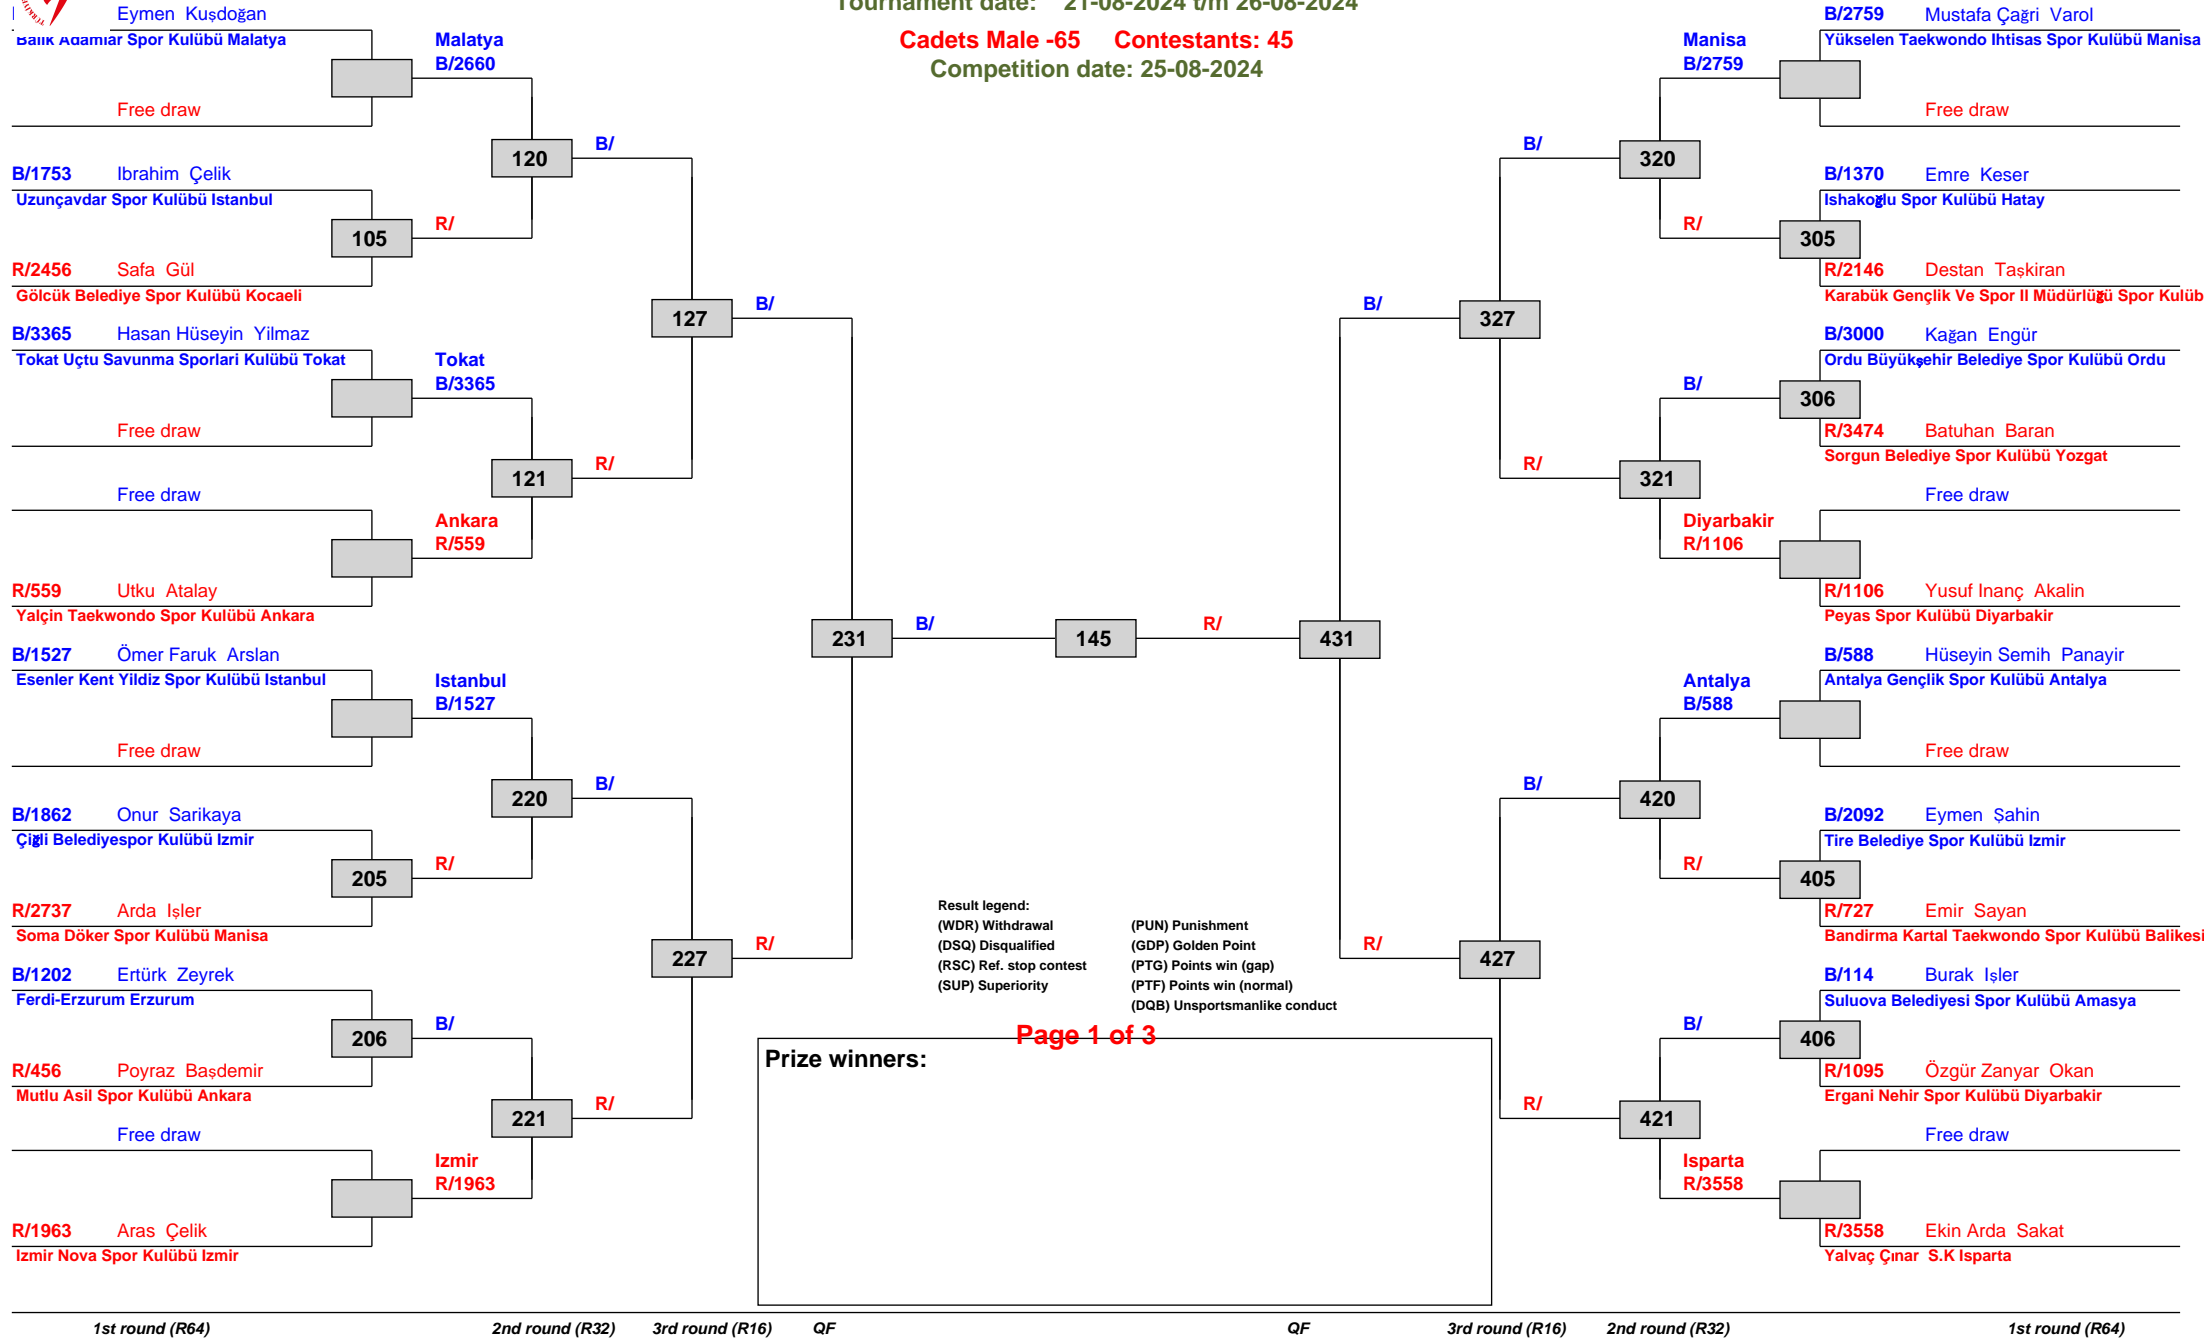 Tournament date: 21-08-2024 t/m 26-08-2024
Cadets Male -65 Contestants: 45
Competition date: 25-08-2024
Eymen Kuşdoğan
Balik Adamlar Spor Kulübü Malatya
Free draw
B/1753 Ibrahim Çelik
Uzunçavdar Spor Kulübü Istanbul
R/2456 Safa Gül
Gölcük Belediye Spor Kulübü Kocaeli
B/3365 Hasan Hüseyin Yilmaz
Tokat Uçtu Savunma Sporlari Kulübü Tokat
Free draw
Free draw
R/559 Utku Atalay
Yalçin Taekwondo Spor Kulübü Ankara
B/1527 Ömer Faruk Arslan
Esenler Kent Yildiz Spor Kulübü Istanbul
Free draw
B/1862 Onur Sarikaya
Çiğli Belediyespor Kulübü Izmir
R/2737 Arda Işler
Soma Döker Spor Kulübü Manisa
B/1202 Ertürk Zeyrek
Ferdi-Erzurum Erzurum
R/456 Poyraz Başdemir
Mutlu Asil Spor Kulübü Ankara
Free draw
R/1963 Aras Çelik
Izmir Nova Spor Kulübü Izmir
105
205
206
Malatya
B/2660
R/
Tokat
B/3365
Ankara
R/559
Istanbul
B/1527
R/
B/
Izmir
R/1963
120
121
220
221
B/
R/
B/
R/
127
227
B/
R/
231
B/
145
R/
431
B/
R/
327
427
B/
R/
B/
R/
320
321
420
421
Manisa
B/2759
R/
B/
Diyarbakir
R/1106
Antalya
B/588
R/
B/
Isparta
R/3558
305
306
405
406
B/2759 Mustafa Çağri Varol
Yükselen Taekwondo Ihtisas Spor Kulübü Manisa
Free draw
B/1370 Emre Keser
Ishakoğlu Spor Kulübü Hatay
R/2146 Destan Taşkiran
Karabük Gençlik Ve Spor Il Müdürlüğü Spor Kulüb
B/3000 Kağan Engür
Ordu Büyükşehir Belediye Spor Kulübü Ordu
R/3474 Batuhan Baran
Sorgun Belediye Spor Kulübü Yozgat
Free draw
R/1106 Yusuf Inanç Akalin
Peyas Spor Kulübü Diyarbakir
B/588 Hüseyin Semih Panayir
Antalya Gençlik Spor Kulübü Antalya
Free draw
B/2092 Eymen Şahin
Tire Belediye Spor Kulübü Izmir
R/727 Emir Sayan
Bandirma Kartal Taekwondo Spor Kulübü Balikesi
B/114 Burak Işler
Suluova Belediyesi Spor Kulübü Amasya
R/1095 Özgür Zanyar Okan
Ergani Nehir Spor Kulübü Diyarbakir
Free draw
R/3558 Ekin Arda Sakat
Yalvaç Çınar S.K Isparta
Result legend:
(WDR) Withdrawal (PUN) Punishment
(DSQ) Disqualified (GDP) Golden Point
(RSC) Ref. stop contest (PTG) Points win (gap)
(SUP) Superiority (PTF) Points win (normal)
(DQB) Unsportsmanlike conduct
Page 1 of 3
Prize winners:
1st round (R64) 2nd round (R32) 3rd round (R16) QF QF 3rd round (R16) 2nd round (R32) 1st round (R64)